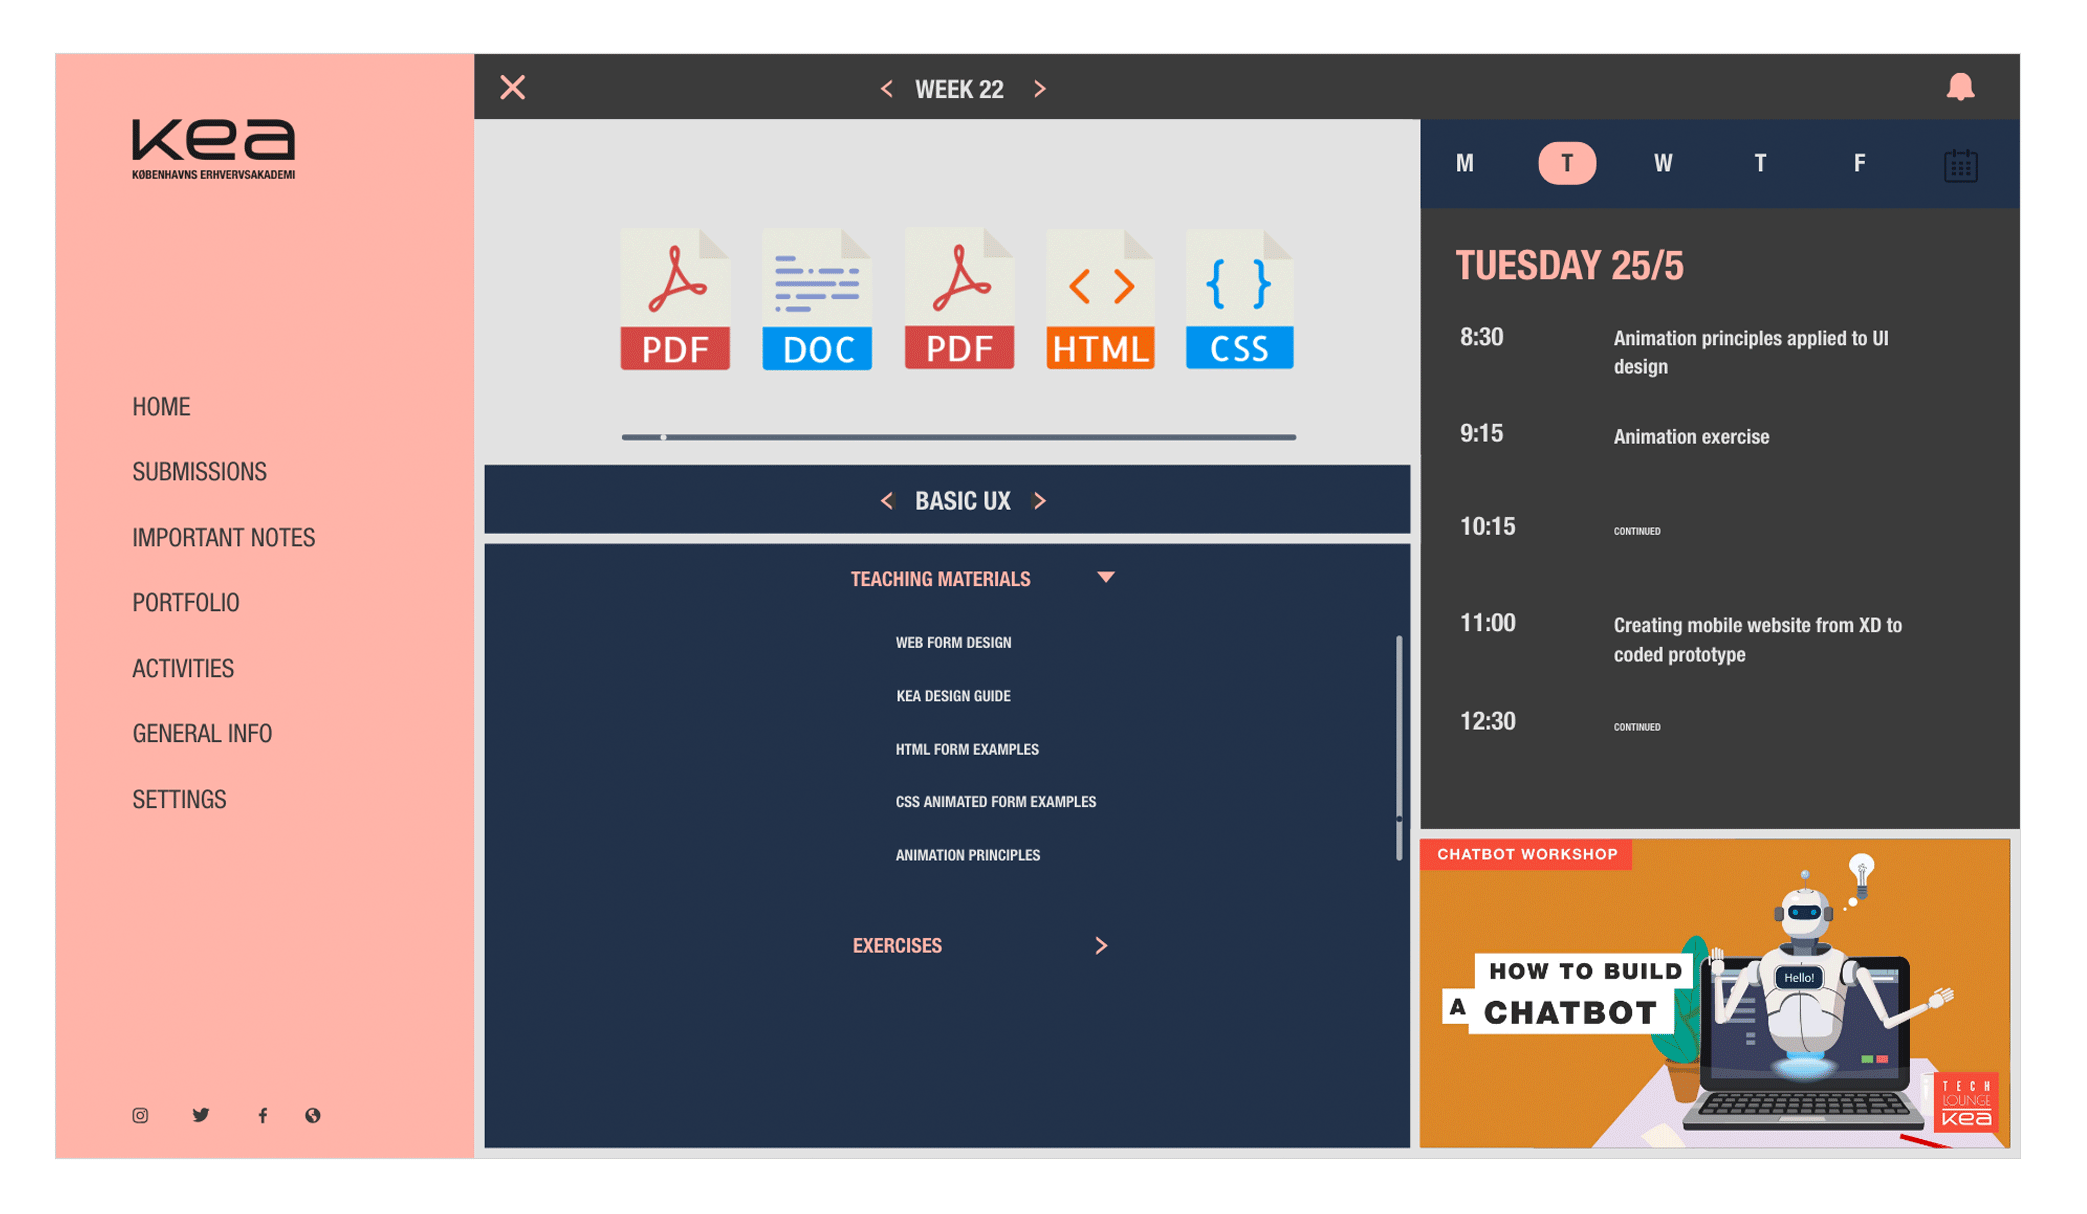 kea
KØBENHAVNS ERHVERVSAKADEMI
HOME
SUBMISSIONS
IMPORTANT NOTES
PORTFOLIO
ACTIVITIES
GENERAL INFO
SETTINGS
< WEEK 22 >
PDF
DOC
PDF
HTML
CSS
< BASIC UX >
TEACHING MATERIALS
WEB FORM DESIGN
KEA DESIGN GUIDE
HTML FORM EXAMPLES
CSS ANIMATED FORM EXAMPLES
ANIMATION PRINCIPLES
EXERCISES >
M T W T F
TUESDAY 25/5
8:30 Animation principles applied to UI
design
9:15 Animation exercise
10:15 CONTINUED
11:00 Creating mobile website from XD to
coded prototype
12:30 CONTINUED
CHATBOT WORKSHOP
HOW TO BUILD
A CHATBOT
Hello!
TECH
LOUNGE
kea